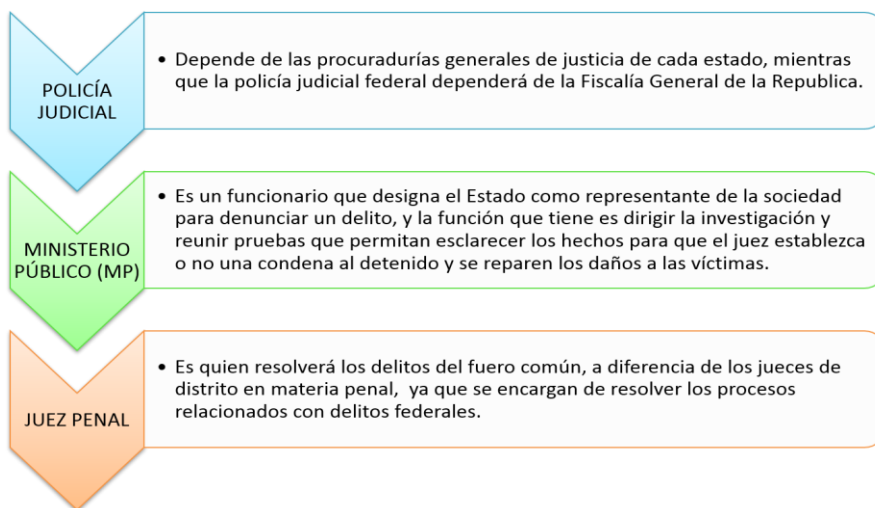 POLICÍA
JUDICIAL
• Depende de las procuradurías generales de justicia de cada estado, mientras
que la policía judicial federal dependerá de la Fiscalía General de la Republica.
MINISTERIO
PÚBLICO (MP)
• Es un funcionario que designa el Estado como representante de la sociedad
para denunciar un delito, y la función que tiene es dirigir la investigación y
reunir pruebas que permitan esclarecer los hechos para que el juez establezca
o no una condena al detenido y se reparen los daños a las víctimas.
JUEZ PENAL
• Es quien resolverá los delitos del fuero común, a diferencia de los jueces de
distrito en materia penal, ya que se encargan de resolver los procesos
relacionados con delitos federales.